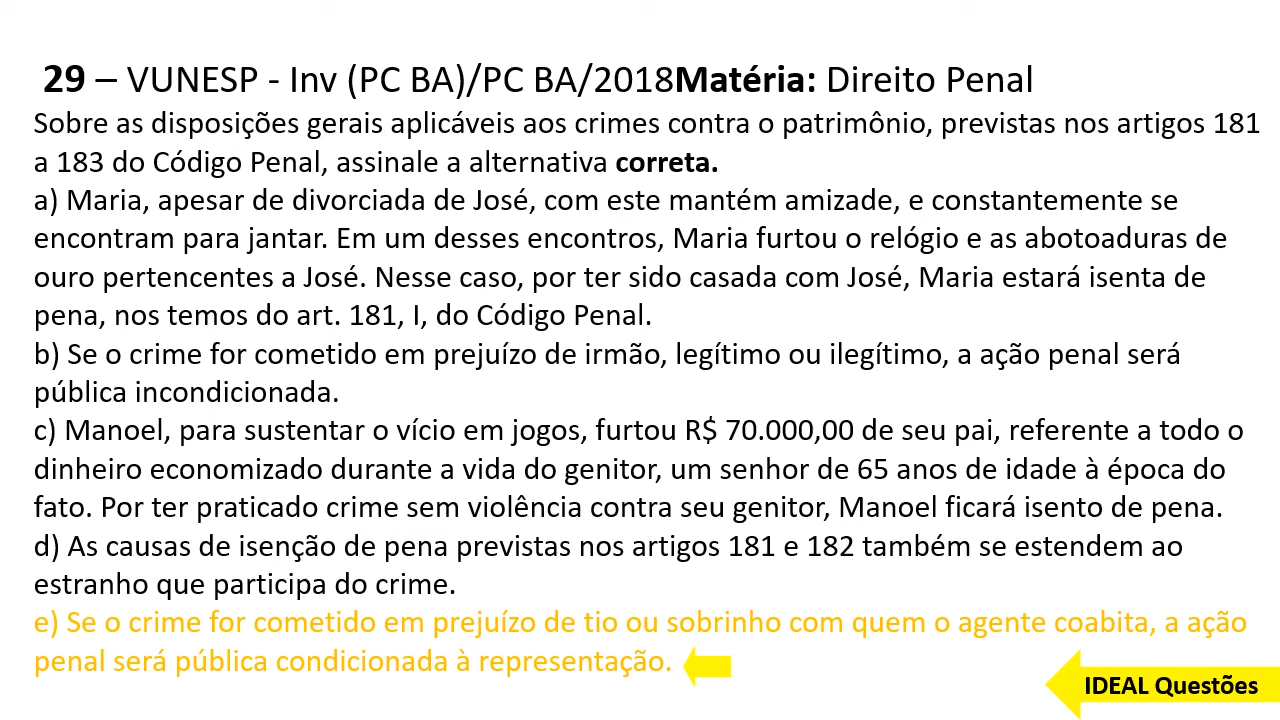 29 – VUNESP - Inv (PC BA)/PC BA/2018Matéria: Direito Penal
Sobre as disposições gerais aplicáveis aos crimes contra o patrimônio, previstas nos artigos 181
a 183 do Código Penal, assinale a alternativa correta.
a) Maria, apesar de divorciada de José, com este mantém amizade, e constantemente se
encontram para jantar. Em um desses encontros, Maria furtou o relógio e as abotoaduras de
ouro pertencentes a José. Nesse caso, por ter sido casada com José, Maria estará isenta de
pena, nos temos do art. 181, I, do Código Penal.
b) Se o crime for cometido em prejuízo de irmão, legítimo ou ilegítimo, a ação penal será
pública incondicionada.
c) Manoel, para sustentar o vício em jogos, furtou R$ 70.000,00 de seu pai, referente a todo o
dinheiro economizado durante a vida do genitor, um senhor de 65 anos de idade à época do
fato. Por ter praticado crime sem violência contra seu genitor, Manoel ficará isento de pena.
d) As causas de isenção de pena previstas nos artigos 181 e 182 também se estendem ao
estranho que participa do crime.
e) Se o crime for cometido em prejuízo de tio ou sobrinho com quem o agente coabita, a ação
penal será pública condicionada à representação.
IDEAL Questões